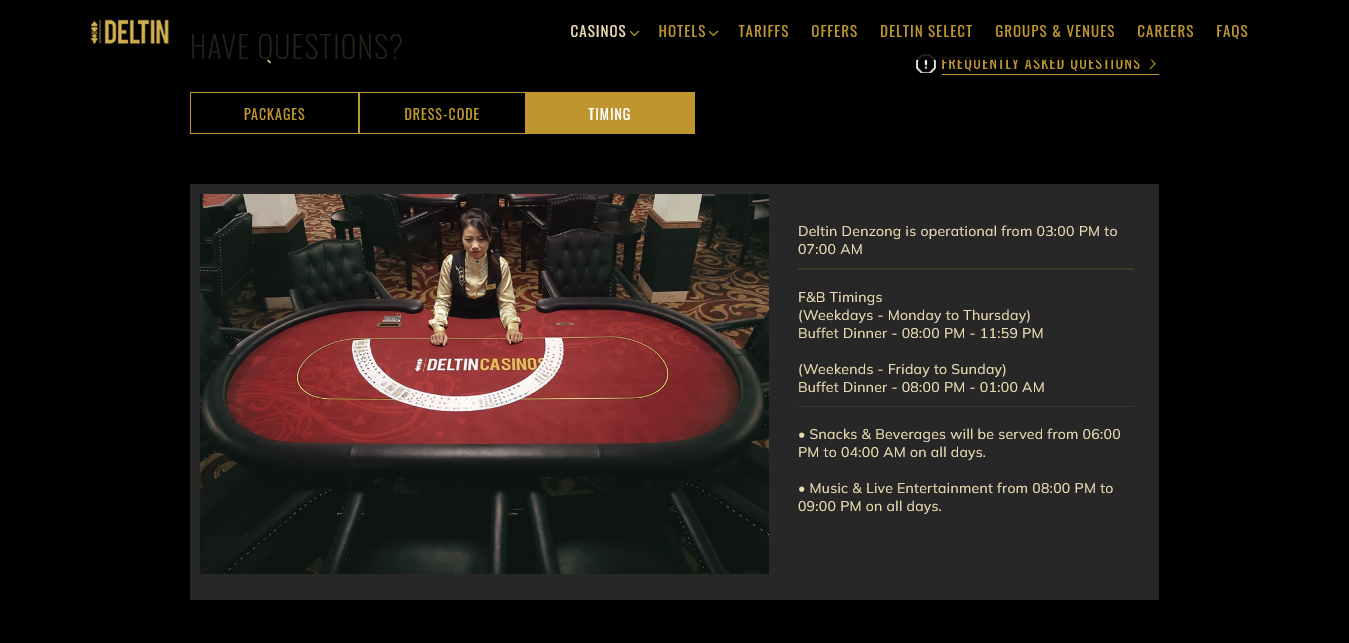 DELTIN
CASINOS HOTELS TARIFFS OFFERS DELTIN SELECT GROUPS & VENUES CAREERS FAQS
HAVE QUESTIONS?
FREQUENTLY ASKED QUESTIONS
PACKAGES DRESS-CODE TIMING
DELTINCASINOS
Deltin Denzong is operational from 03:00 PM to
07:00 AM
F&B Timings
(Weekdays - Monday to Thursday)
Buffet Dinner - 08:00 PM - 11:59 PM
(Weekends - Friday to Sunday)
Buffet Dinner - 08:00 PM - 01:00 AM
• Snacks & Beverages will be served from 06:00
PM to 04:00 AM on all days.
• Music & Live Entertainment from 08:00 PM to
09:00 PM on all days.